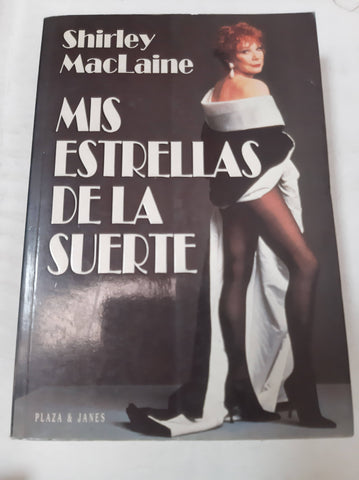 Shirley
MacLaine
MIS
ESTRELLAS
DE LA
SUERTE
PLAZA & JANES